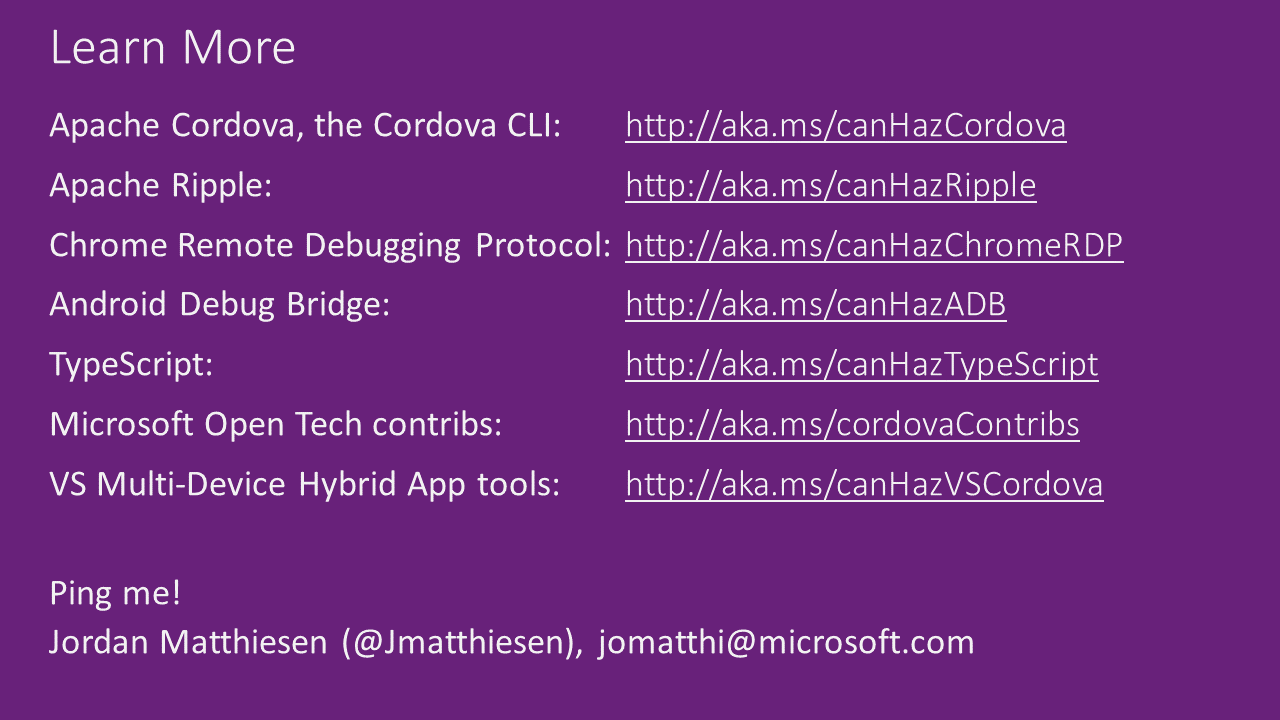 Learn More
Apache Cordova, the Cordova CLI: http://aka.ms/canHazCordova
Apache Ripple: http://aka.ms/canHazRipple
Chrome Remote Debugging Protocol: http://aka.ms/canHazChromeRDP
Android Debug Bridge: http://aka.ms/canHazADB
TypeScript: http://aka.ms/canHazTypeScript
Microsoft Open Tech contribs: http://aka.ms/cordovaContribs
VS Multi-Device Hybrid App tools: http://aka.ms/canHazVSCordova
Ping me!
Jordan Matthiesen (@Jmatthiesen), jomatthi@microsoft.com